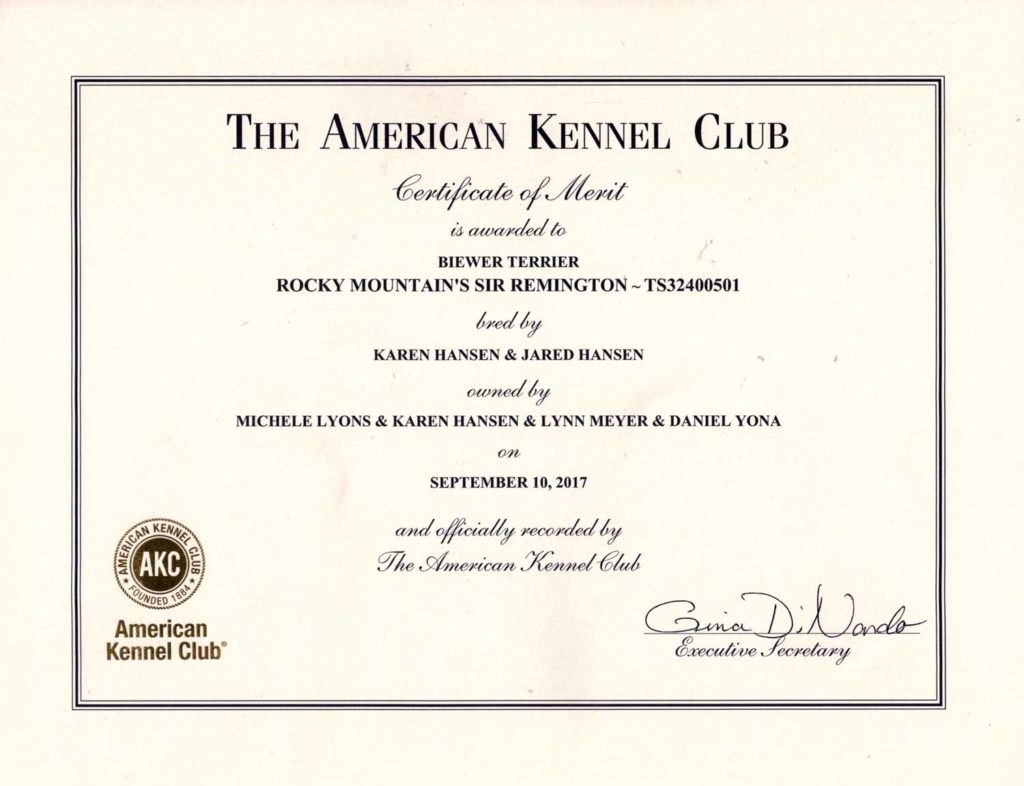 THE AMERICAN KENNEL CLUB
Certificate of Merit
is awarded to
BIEWER TERRIER
ROCKY MOUNTAIN'S SIR REMINGTON ~ TS32400501
bred by
KAREN HANSEN & JARED HANSEN
owned by
MICHELE LYONS & KAREN HANSEN & LYNN MEYER & DANIEL YONA
on
SEPTEMBER 10, 2017
and officially recorded by
The American Kennel Club
AMERICAN KENNEL CLUB
AKC
FOUNDED 1884
American
Kennel Club®
Gina DiNardo
Executive Secretary